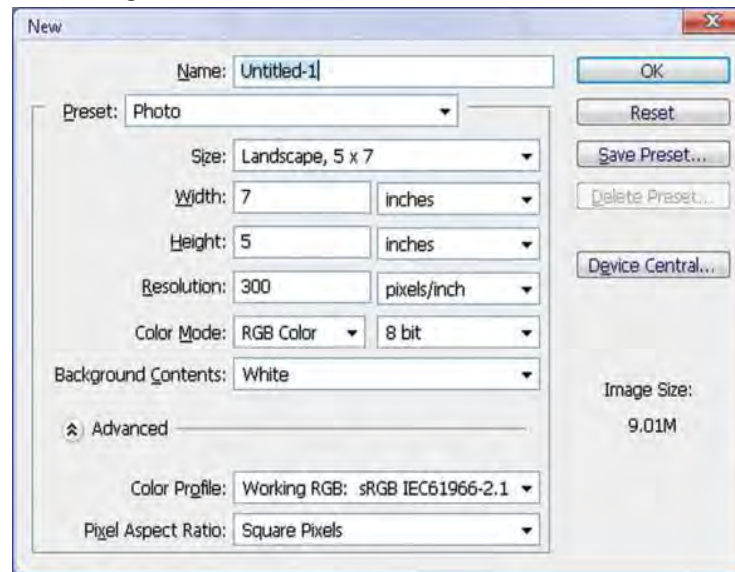 New
Name: Untitled-1
OK
Preset: Photo
Reset
Size: Landscape, 5 x 7
Save Preset...
Width: 7 inches
Delete Preset...
Height: 5 inches
Device Central...
Resolution: 300 pixels/inch
Color Mode: RGB Color 8 bit
Background Contents: White
Image Size:
9.01M
Advanced
Color Profile: Working RGB: sRGB IEC61966-2.1
Pixel Aspect Ratio: Square Pixels